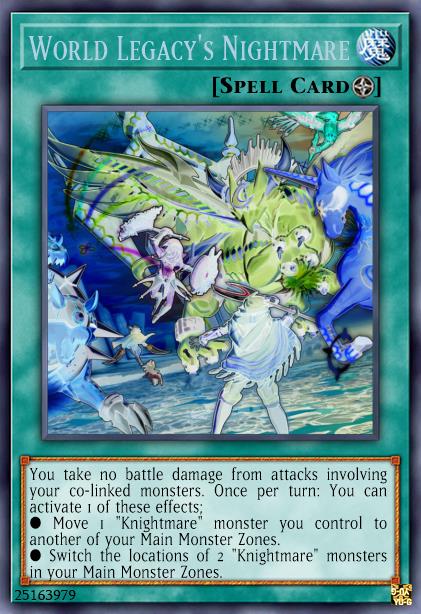 World Legacy's Nightmare
魔
[Spell Card]
You take no battle damage from attacks involving
your co-linked monsters. Once per turn: You can
activate 1 of these effects;
● Move 1 "Knightmare" monster you control to
another of your Main Monster Zones.
● Switch the locations of 2 "Knightmare" monsters
in your Main Monster Zones.
25163979